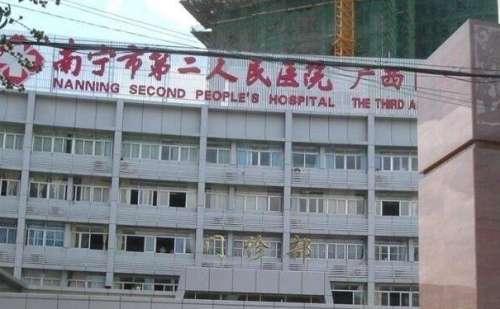 南宁市第二人民医院 广西
NANNING SECOND PEOPLE'S HOSPITAL THE THIRD A
门诊部